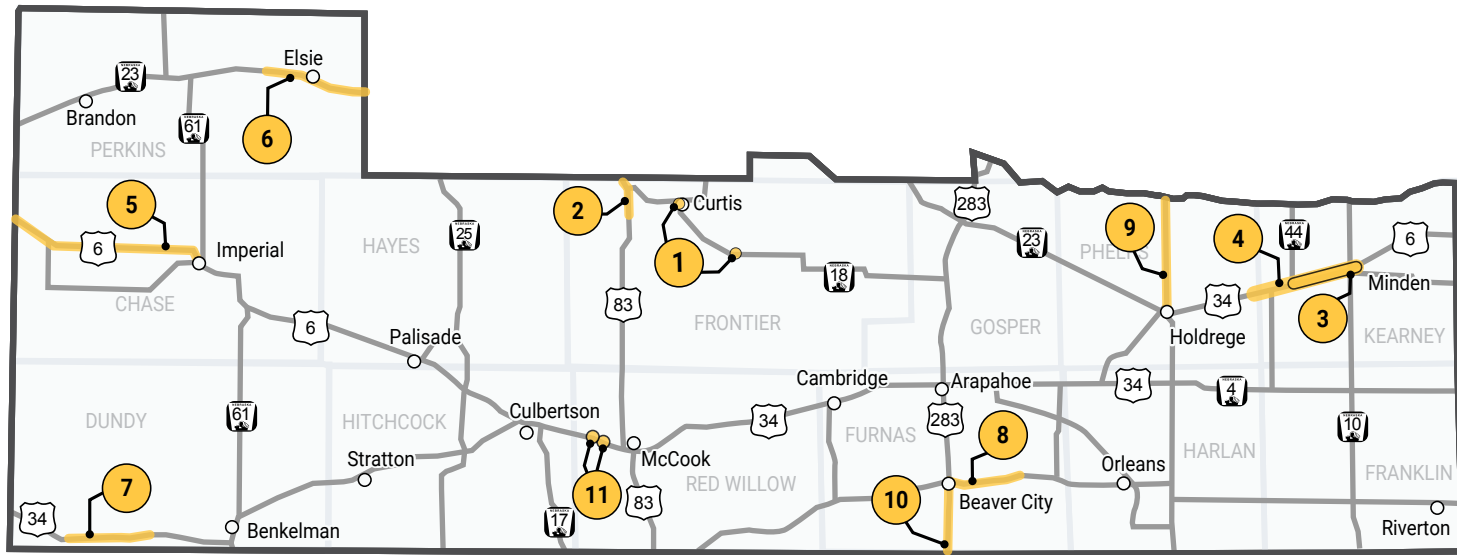 Elsie
23
Brandon
61
6
PERKINS
5
2
Curtis
283
9
4
44
6
6
Imperial
HAYES
25
1
23
PHELPS
18
34
Minden
CHASE
83
3
6
FRONTIER
GOSPER
Holdrege
KEARNEY
Palisade
Cambridge
Arapahoe
34
4
61
DUNDY
HITCHCOCK
Culbertson
34
283
8
10
FURNAS
HARLAN
McCook
Stratton
RED WILLOW
Orleans
FRANKLIN
7
11
83
10
Beaver City
34
17
Benkelman
Riverton